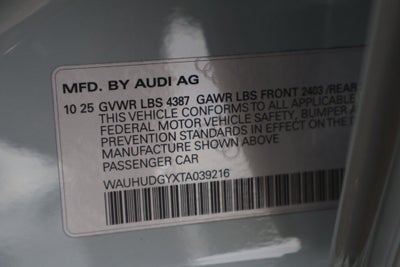 MFD. BY AUDI AG
10 25 GVWR LBS 4387 GAWR LBS FRONT 2403 /REAR
THIS VEHICLE CONFORMS TO ALL APPLICABLE
FEDERAL MOTOR VEHICLE SAFETY, BUMPER
PREVENTION STANDARDS IN EFFECT ON THE
MANUFACTURE SHOWN ABOVE
PASSENGER CAR
WAUHUDGYXTA039216